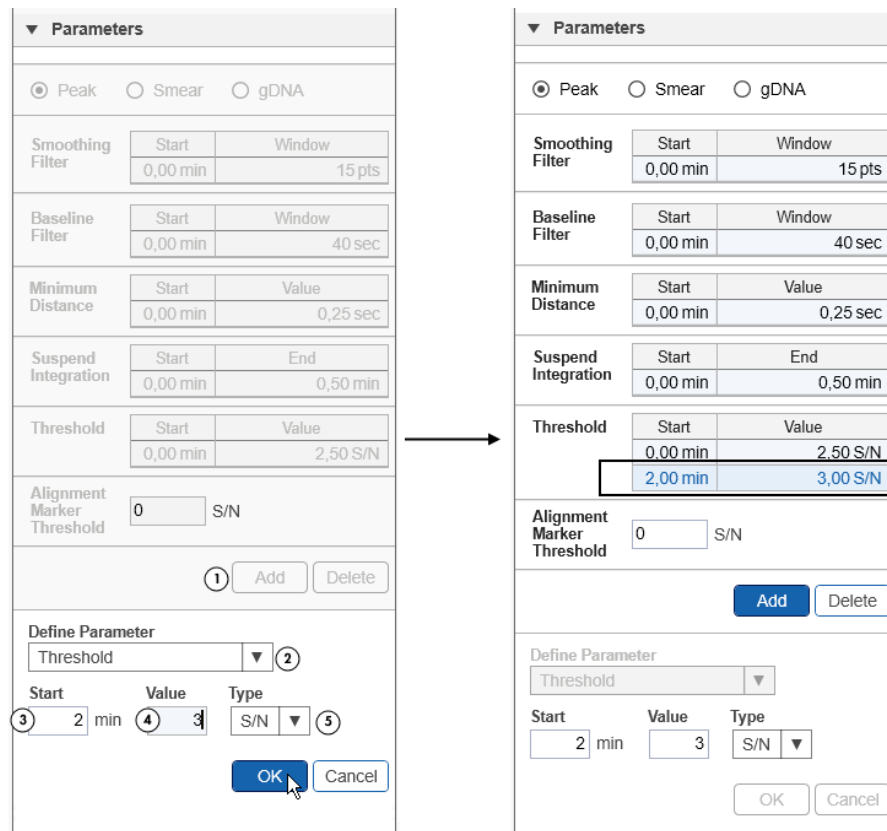 ▼ Parameters
Peak Smear gDNA
Smoothing Filter
Start Window
0,00 min 15 pts
Baseline Filter
Start Window
0,00 min 40 sec
Minimum Distance
Start Value
0,00 min 0,25 sec
Suspend Integration
Start End
0,00 min 0,50 min
Threshold
Start Value
0,00 min 2,50 S/N
Alignment Marker Threshold
0 S/N
1 Add Delete
Define Parameter
Threshold ▼ 2
Start Value Type
3 2 min 4 3 S/N ▼ 5
OK Cancel
▼ Parameters
Peak Smear gDNA
Smoothing Filter
Start Window
0,00 min 15 pts
Baseline Filter
Start Window
0,00 min 40 sec
Minimum Distance
Start Value
0,00 min 0,25 sec
Suspend Integration
Start End
0,00 min 0,50 min
Threshold
Start Value
0,00 min 2,50 S/N
2,00 min 3,00 S/N
Alignment Marker Threshold
0 S/N
Add Delete
Define Parameter
Threshold ▼
Start Value Type
2 min 3 S/N ▼
OK Cancel